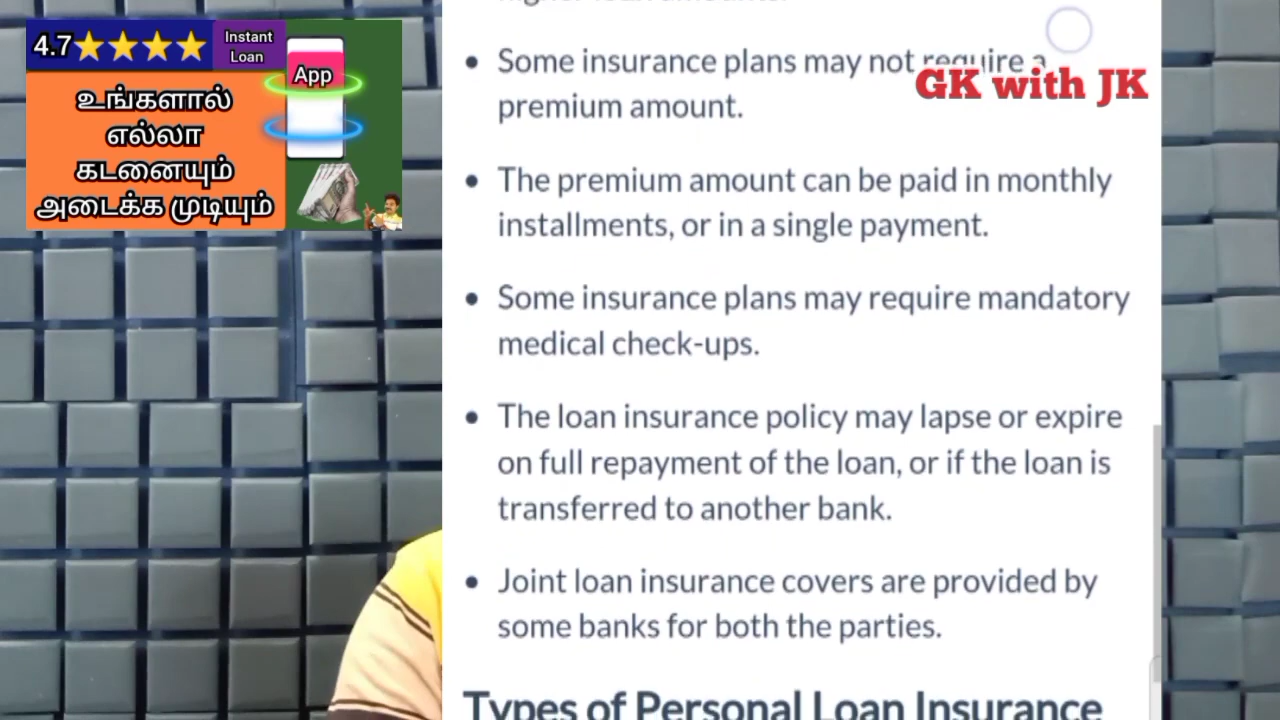 4.7
Instant
Loan
App
உங்களால்
எல்லா
கடனையும்
அடைக்க முடியும்
GK with JK
• Some insurance plans may not require a
premium amount.
• The premium amount can be paid in monthly
installments, or in a single payment.
• Some insurance plans may require mandatory
medical check-ups.
• The loan insurance policy may lapse or expire
on full repayment of the loan, or if the loan is
transferred to another bank.
• Joint loan insurance covers are provided by
some banks for both the parties.
Types of Personal Loan Insurance